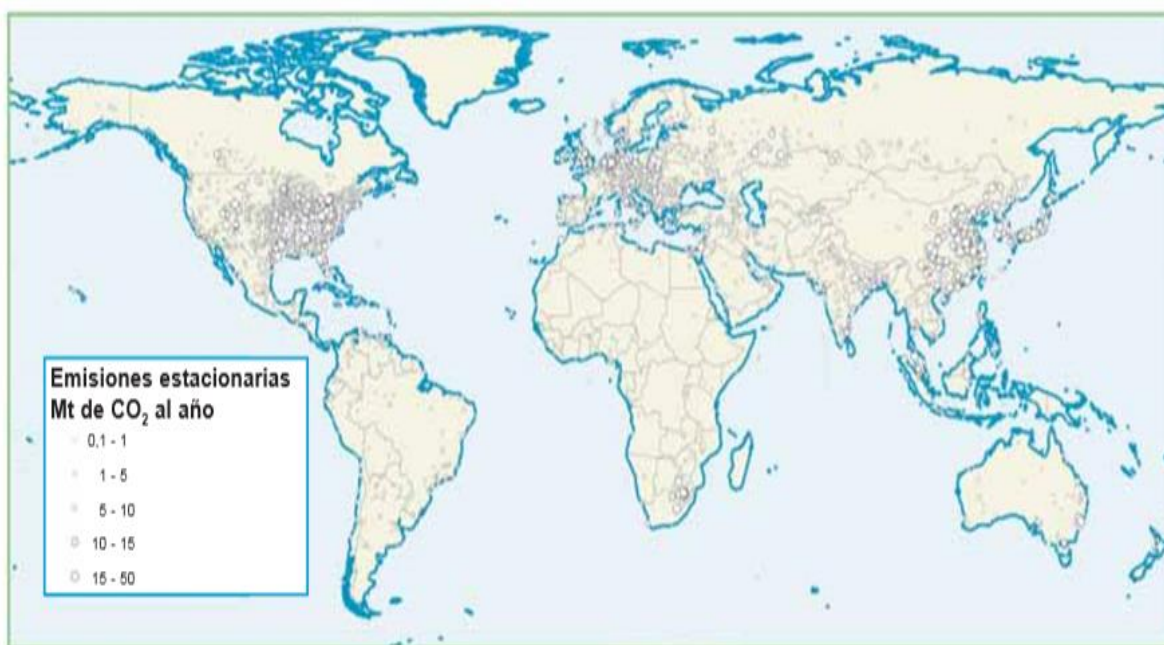 Emisiones estacionarias
Mt de CO₂ al año
0,1 - 1
1 - 5
5 - 10
10 - 15
15 - 50